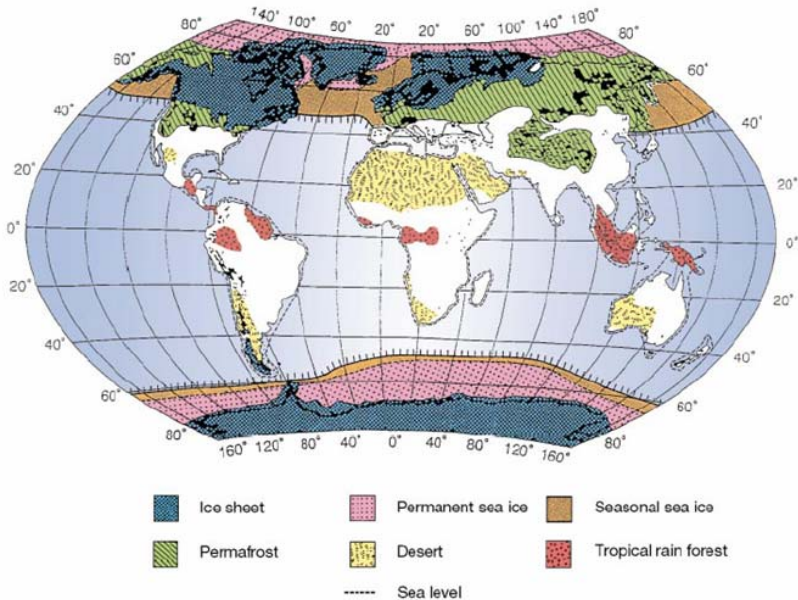 140° 100° 60° 20° 20° 60° 100° 140° 180°
80° 80°
60° 60°
40° 40°
20° 20°
0° 0°
20° 20°
40° 40°
60° 60°
80° 80°
160° 120° 80° 40° 0° 40° 80° 120° 160°
Ice sheet Permanent sea ice Seasonal sea ice
Permafrost Desert Tropical rain forest
Sea level